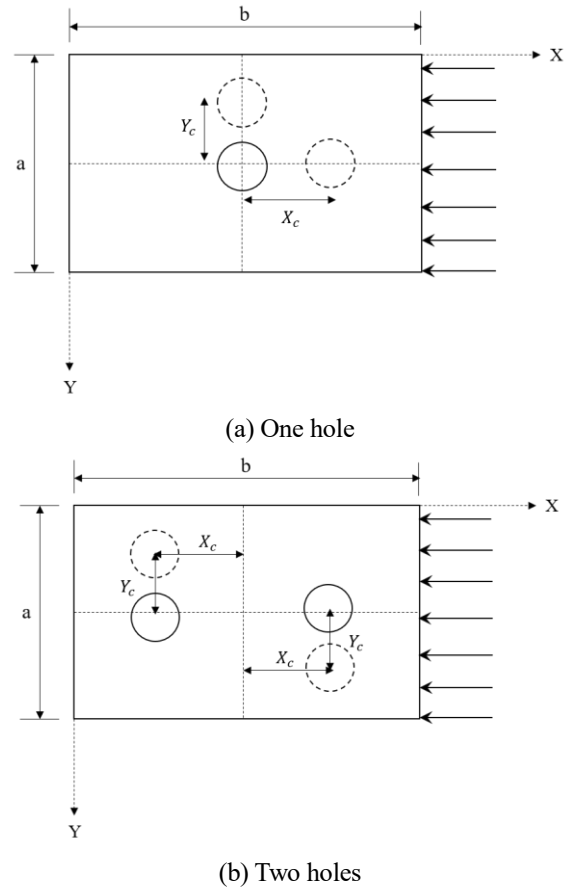 b
X
Y_c
a
X_c
Y
(a) One hole
b
X
X_c
Y_c
a
Y_c
X_c
Y
(b) Two holes